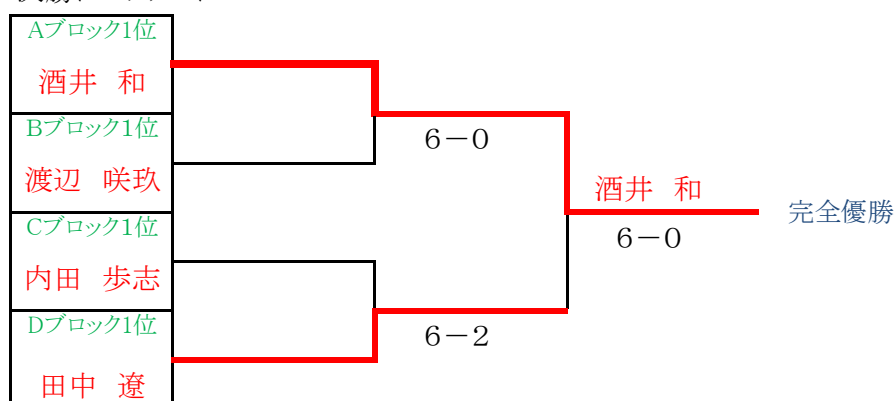 Aブロック1位
酒井 和
Bブロック1位
渡辺 咲玖
Cブロック1位
内田 歩志
Dブロック1位
田中 遼
6-0
6-2
酒井 和
6-0
完全優勝